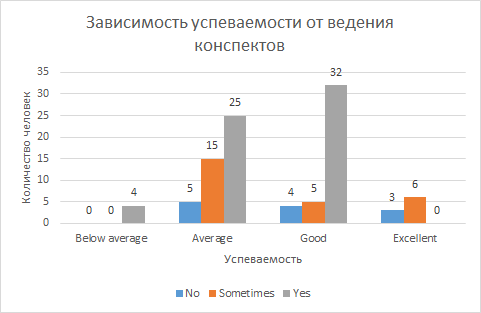 Зависимость успеваемости от ведения
конспектов
Количество человек
35
30
25
20
15
10
5
0
0 0 4
5 15 25
4 5 32
3 6 0
Below average Average Good Excellent
Успеваемость
No Sometimes Yes